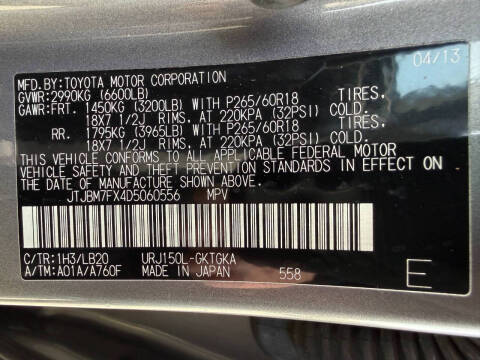 04/13
MFD.BY:TOYOTA MOTOR CORPORATION
GVWR:2990KG (6600LB)
GAWR:FRT. 1450KG (3200LB) WITH P265/60R18 TIRES,
18X7 1/2J RIMS, AT 220KPA (32PSI) COLD.
RR. 1795KG (3965LB) WITH P265/60R18 TIRES,
18X7 1/2J RIMS, AT 220KPA (32PSI) COLD.
THIS VEHICLE CONFORMS TO ALL APPLICABLE FEDERAL MOTOR
VEHICLE SAFETY STANDARDS IN EFFECT ON THE DATE OF
MANUFACTURE SHOWN ABOVE.
JTJBM7FX4D5060556 MPV
C/TR:1H3/LB20 URJ150L-GKTGKA
A/TM:A01A/A760F MADE IN JAPAN 558 E